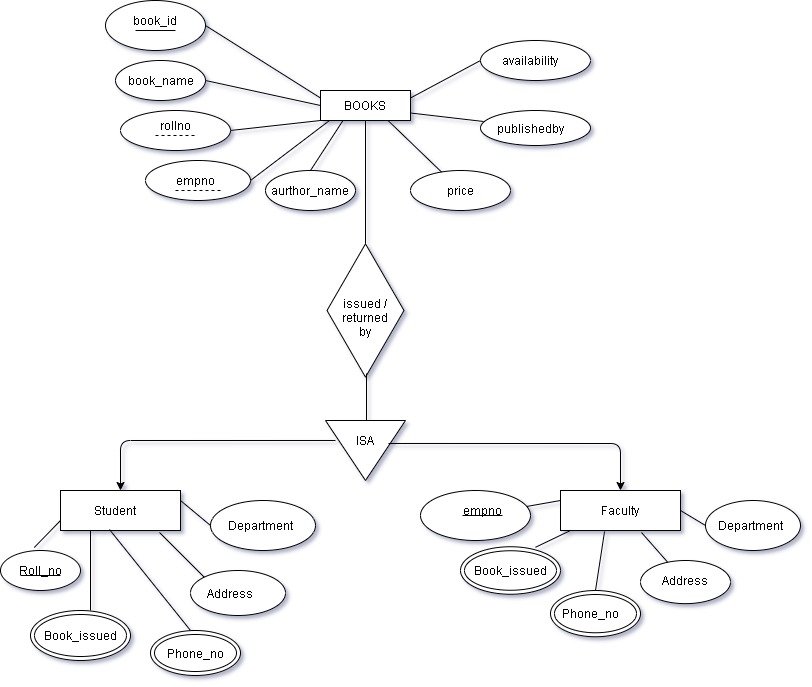 book_id
book_name
rollno
empno
aurthor_name
BOOKS
availability
publishedby
price
issued /
returned
by
ISA
Student
Department
Roll_no
Address
Book_issued
Phone_no
empno
Faculty
Department
Book_issued
Address
Phone_no